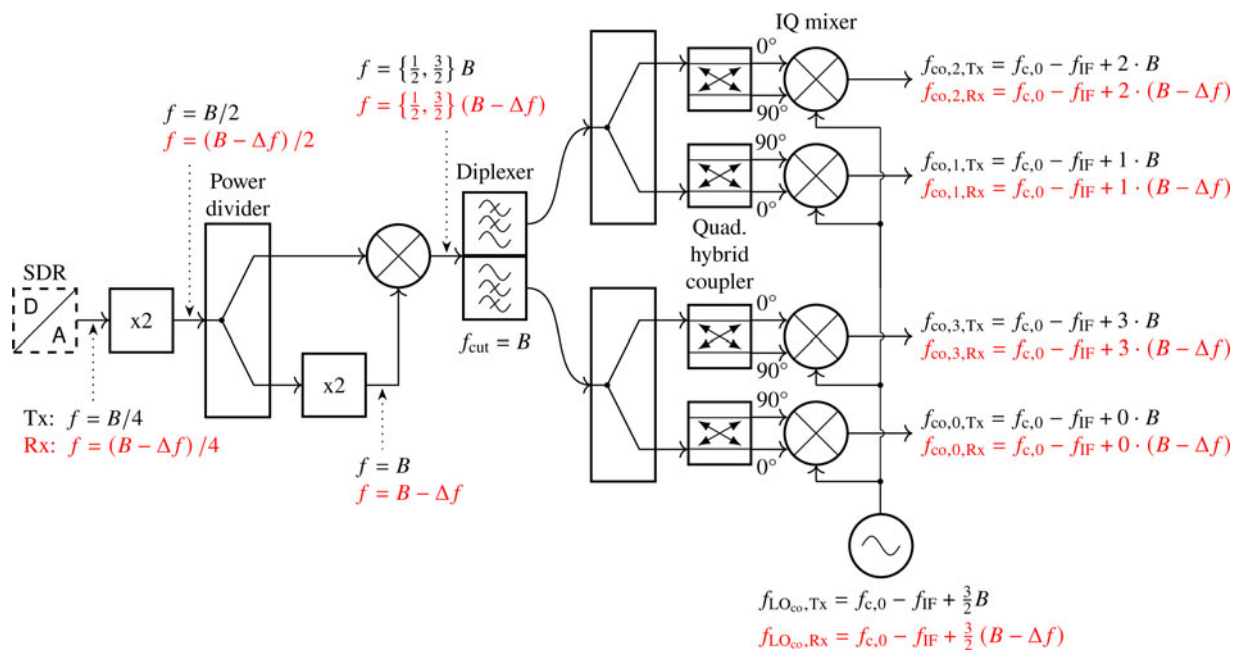 IQ mixer
f = {1/2, 3/2} B
f = {1/2, 3/2} (B − Δf)
0°
90°
f_co,2,Tx = f_c,0 − f_IF + 2 · B
f_co,2,Rx = f_c,0 − f_IF + 2 · (B − Δf)
f = B/2
f = (B − Δf) /2
90°
0°
f_co,1,Tx = f_c,0 − f_IF + 1 · B
f_co,1,Rx = f_c,0 − f_IF + 1 · (B − Δf)
Diplexer
Power
divider
Quad.
hybrid
coupler
SDR
D
A
x2
f_cut = B
0°
90°
f_co,3,Tx = f_c,0 − f_IF + 3 · B
f_co,3,Rx = f_c,0 − f_IF + 3 · (B − Δf)
x2
Tx: f = B/4
Rx: f = (B − Δf) /4
90°
0°
f_co,0,Tx = f_c,0 − f_IF + 0 · B
f_co,0,Rx = f_c,0 − f_IF + 0 · (B − Δf)
f = B
f = B − Δf
f_LO_co,Tx = f_c,0 − f_IF + 3/2 B
f_LO_co,Rx = f_c,0 − f_IF + 3/2 (B − Δf)